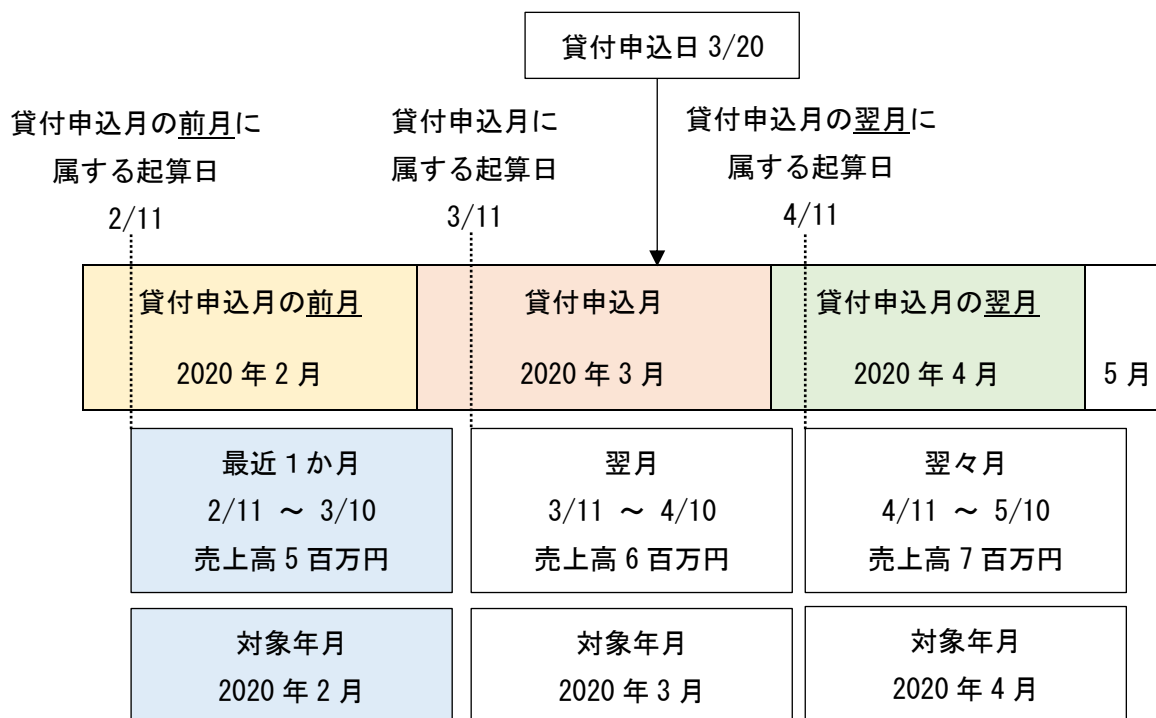 貸付申込日 3/20
貸付申込月の前月に
属する起算日
2/11
貸付申込月に
属する起算日
3/11
貸付申込月の翌月に
属する起算日
4/11
貸付申込月の前月
2020 年 2 月
貸付申込月
2020 年 3 月
貸付申込月の翌月
2020 年 4 月
5 月
最近１か月
2/11 ～ 3/10
売上高 5 百万円
翌月
3/11 ～ 4/10
売上高 6 百万円
翌々月
4/11 ～ 5/10
売上高 7 百万円
対象年月
2020 年 2 月
対象年月
2020 年 3 月
対象年月
2020 年 4 月